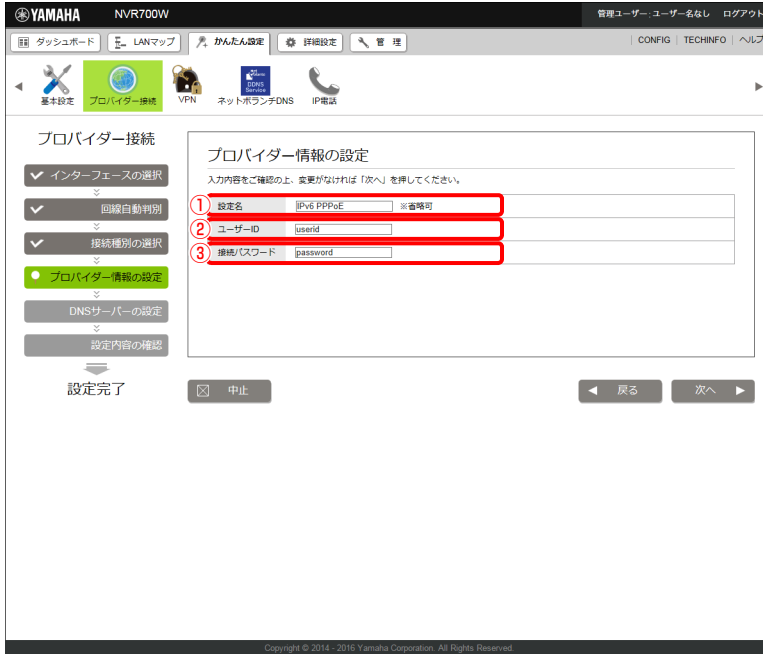 YAMAHA NVR700W 管理ユーザー: ユーザー名なし ログアウト
ダッシュボード LANマップ かんたん設定 詳細設定 管 理 CONFIG TECHINFO ヘルプ
基本設定 プロバイダー接続 VPN DDNS Service ネットボランチDNS IP電話
プロバイダー接続
インターフェースの選択
回線自動判別
接続種別の選択
プロバイダー情報の設定
DNSサーバーの設定
設定内容の確認
設定完了
プロバイダー情報の設定
入力内容をご確認の上、変更がなければ「次へ」を押してください。
① 設定名 IPv6 PPPoE ※省略可
② ユーザーID userid
③ 接続パスワード password
中止 戻る 次へ
Copyright © 2014 - 2016 Yamaha Corporation. All Rights Reserved.